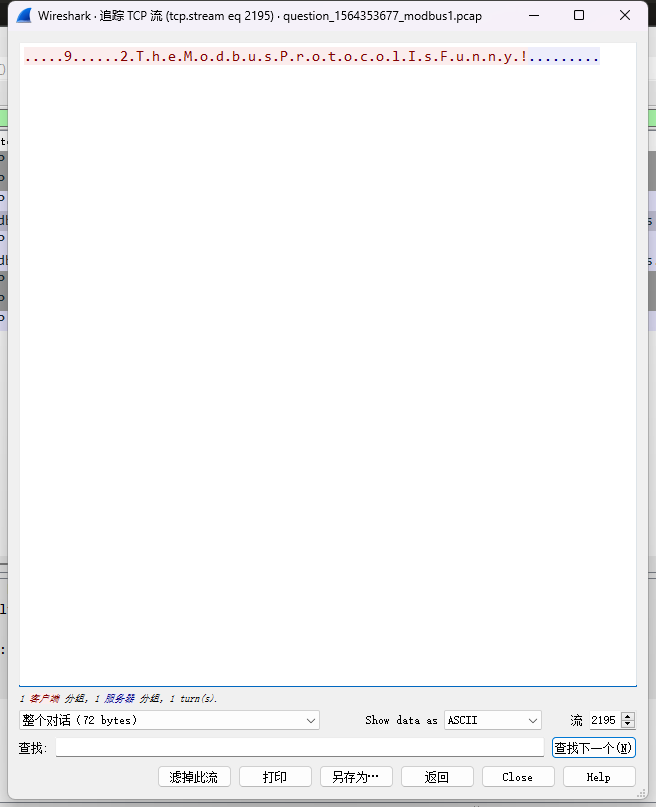 Wireshark · 追踪 TCP 流 (tcp.stream eq 2195) · question_1564353677_modbus1.pcap
.....9......2.T.h.e.M.o.d.b.u.s.P.r.o.t.o.c.o.l.I.s.F.u.n.n.y.!.........
1 客户端 分组, 1 服务器 分组, 1 turn(s).
整个对话 (72 bytes)
Show data as ASCII
流 2195
查找:
查找下一个(N)
滤掉此流
打印
另存为…
返回
Close
Help